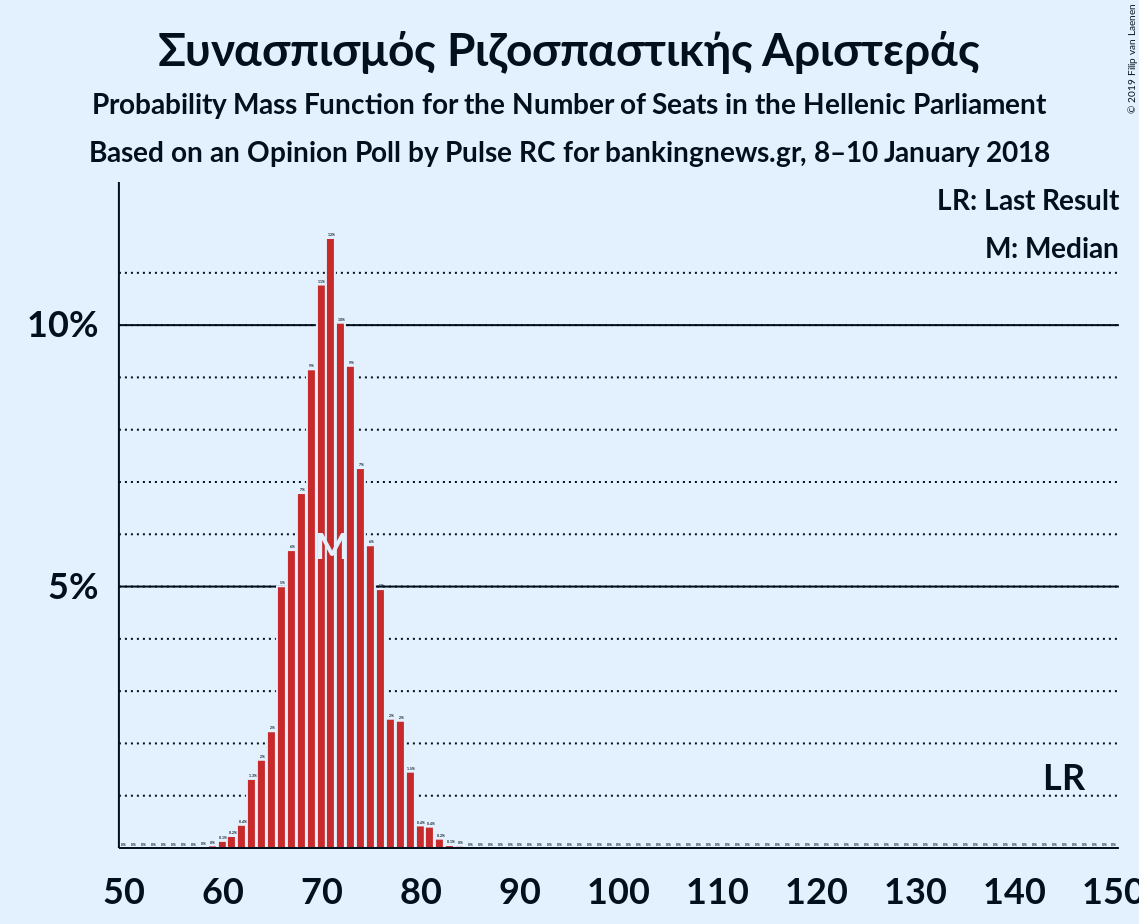 Συνασπισμός Ριζοσπαστικής Αριστεράς
Probability Mass Function for the Number of Seats in the Hellenic Parliament
Based on an Opinion Poll by Pulse RC for bankingnews.gr, 8–10 January 2018
© 2019 Filip van Laenen
LR: Last Result
M: Median
10%
5%
M
LR
50 60 70 80 90 100 110 120 130 140 150